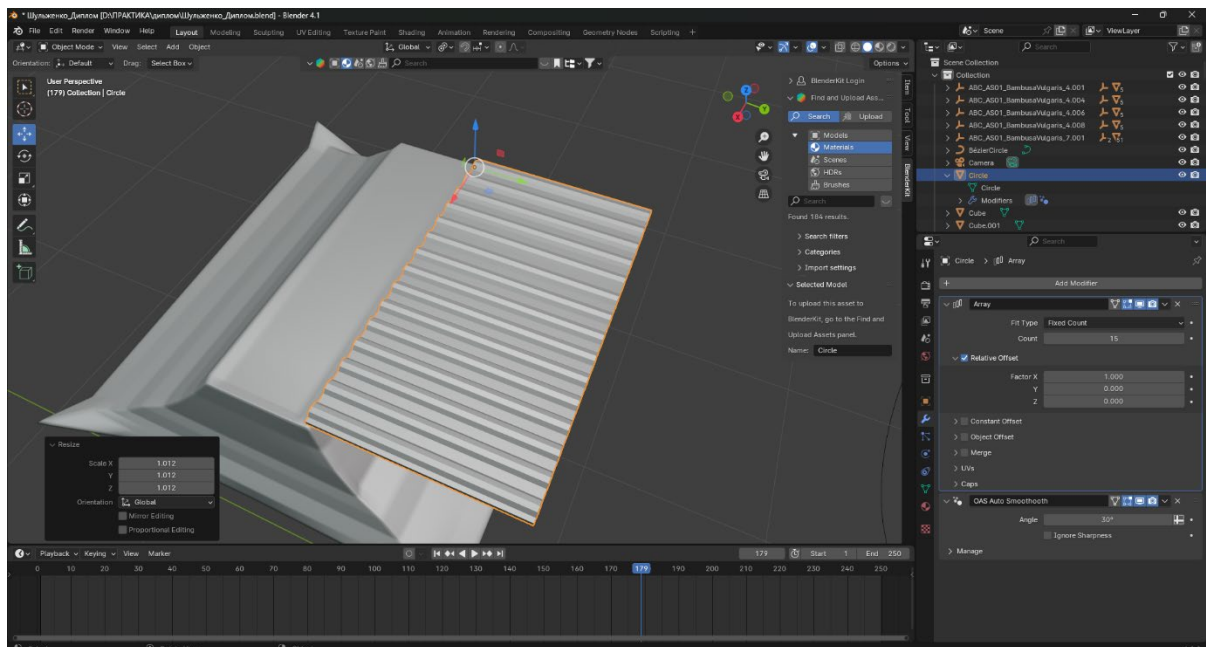 * Шульженко_Диплом [D:\ПРАКТИКА\диплом\Шульженко_Диплом.blend] - Blender 4.1
File Edit Render Window Help Layout Modeling Sculpting UV Editing Texture Paint Shading Animation Rendering Compositing Geometry Nodes Scripting + Scene ViewLayer
Object Mode View Select Add Object Global
Orientation: Default Drag: Select Box Search Options
User Perspective
(179) Collection | Circle
X
Y
Z
BlenderKit Login
Find and Upload Ass...
Search Upload
Models
Materials
Scenes
HDRs
Brushes
Search
Found 164 results.
Search filters
Categories
Import settings
Selected Model
To upload this asset to
BlenderKit, go to the Find and
Upload Assets panel.
Name: Circle
Item
Tool
View
BlenderKit
Search
Scene Collection
Collection
ABC_AS01_BambusaVulgaris_4.001
ABC_AS01_BambusaVulgaris_4.004
ABC_AS01_BambusaVulgaris_4.006
ABC_AS01_BambusaVulgaris_4.008
ABC_AS01_BambusaVulgaris_7.001
BézierCircle
Camera
Circle
Circle
Modifiers
Cube
Cube.001
Search
Circle > Array
+ Add Modifier
Array
Fit Type Fixed Count
Count 15
Relative Offset
Factor X 1.000
Y 0.000
Z 0.000
Constant Offset
Object Offset
Merge
UVs
Caps
OAS Auto Smoothooth
Angle 30°
Ignore Sharpness
Manage
Resize
Scale X 1.012
Y 1.012
Z 1.012
Orientation Global
Mirror Editing
Proportional Editing
Playback Keying View Marker 179 Start 1 End 250
0 10 20 30 40 50 60 70 80 90 100 110 120 130 140 150 160 170 179 190 200 210 220 230 240 250